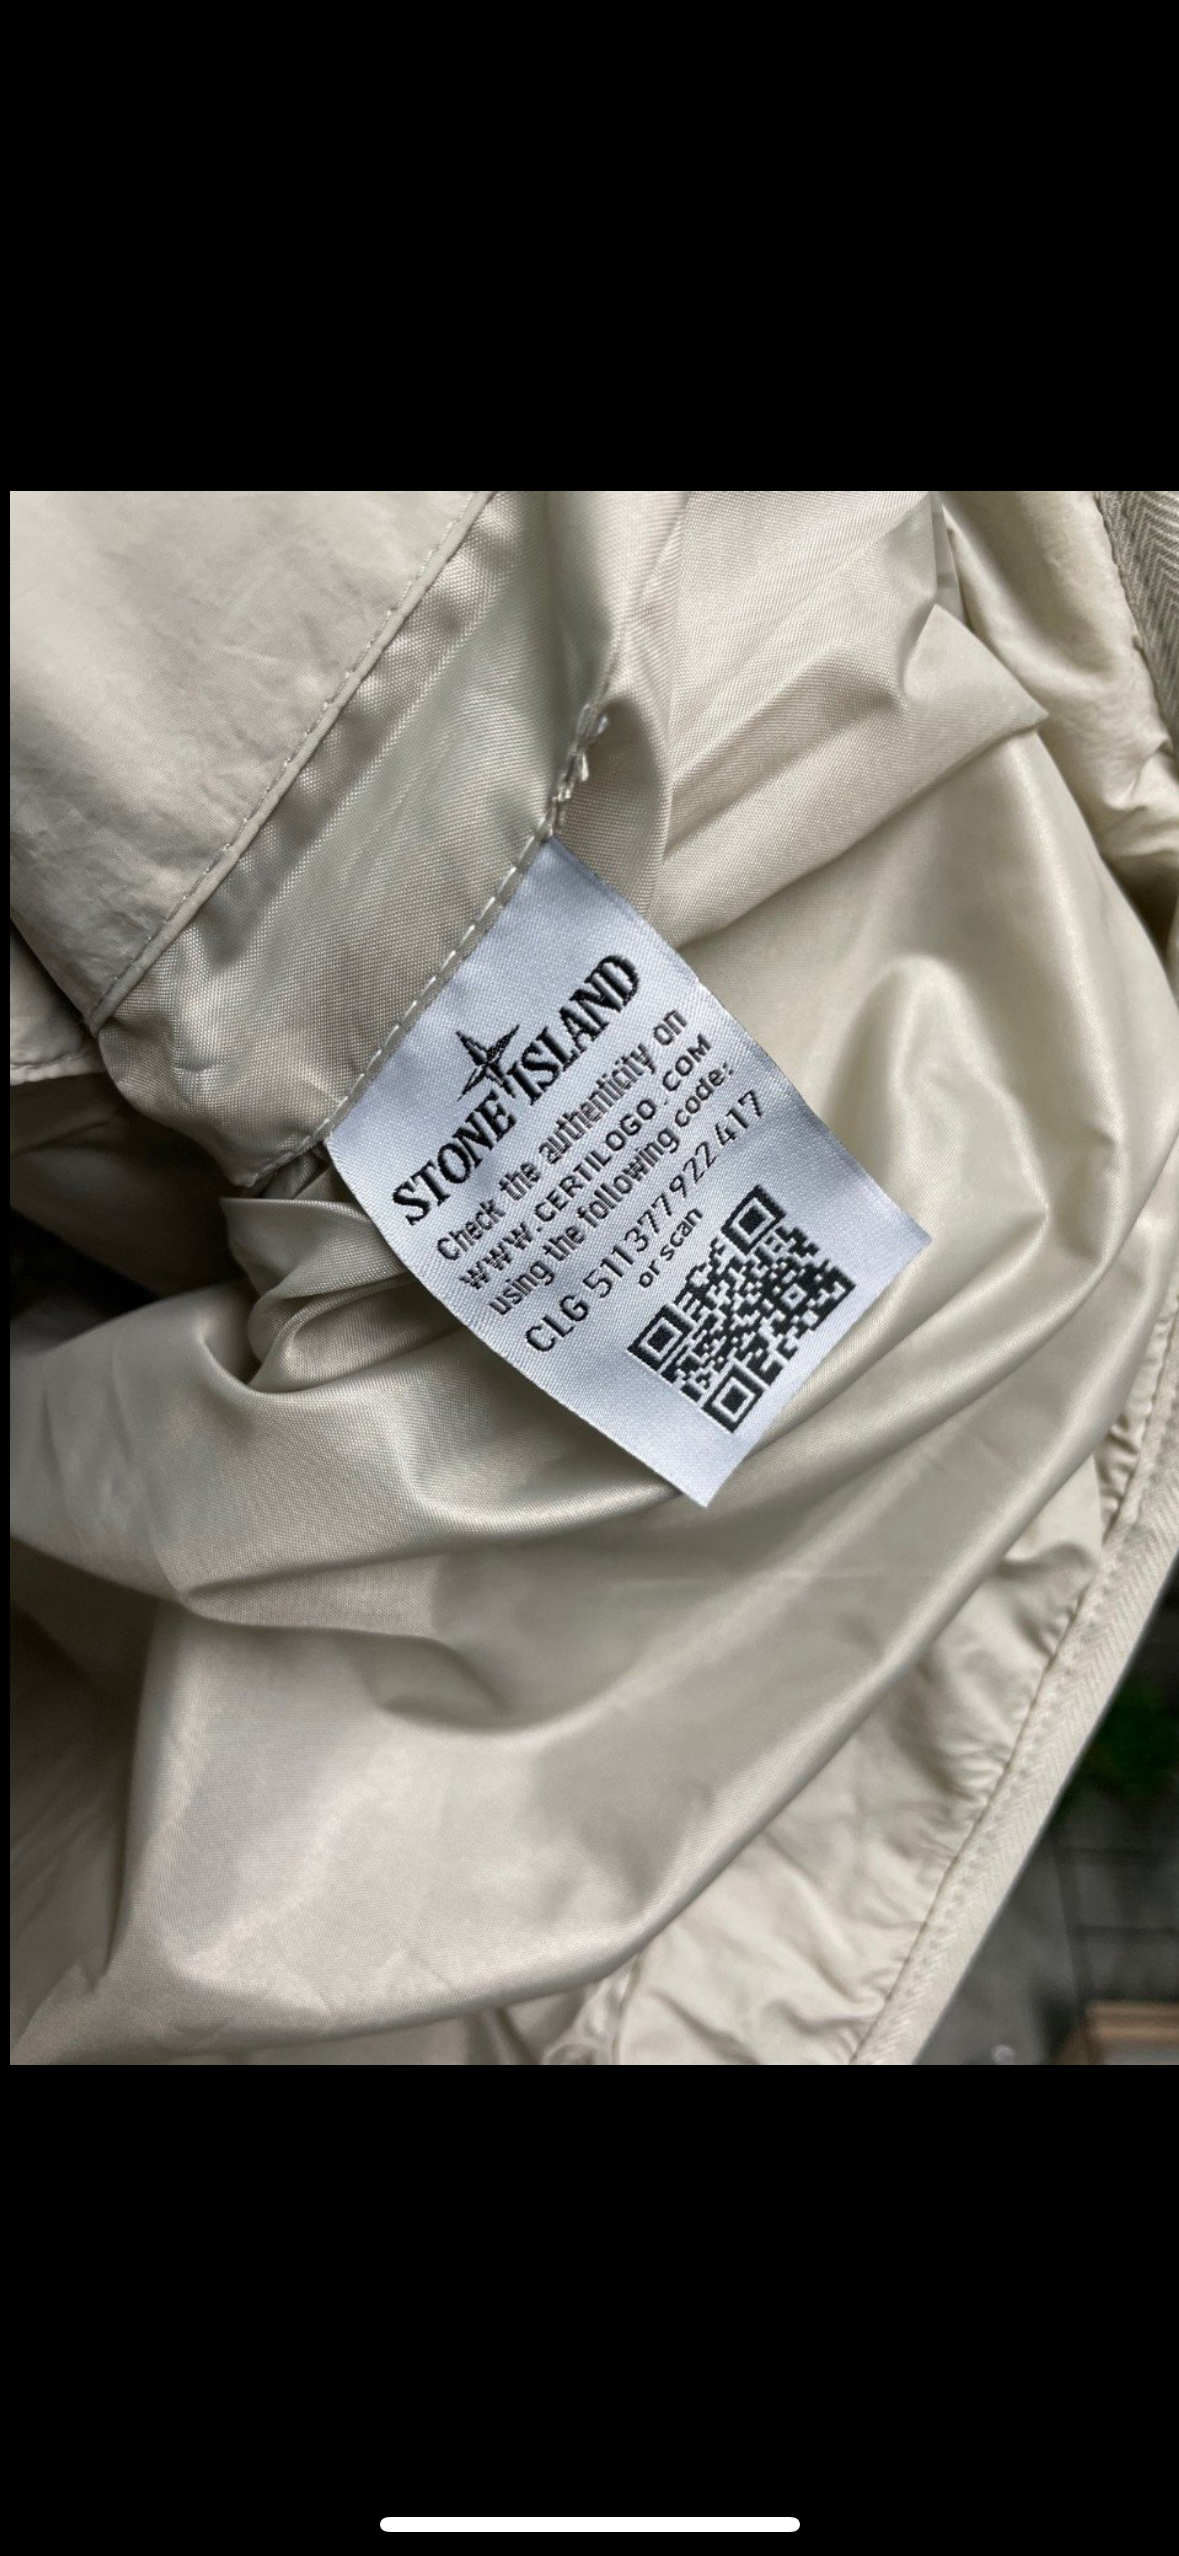 STONE ISLAND
Check the authenticity on
WWW.CERTILOGO.COM
using the following code:
CLG 511377922417
or scan